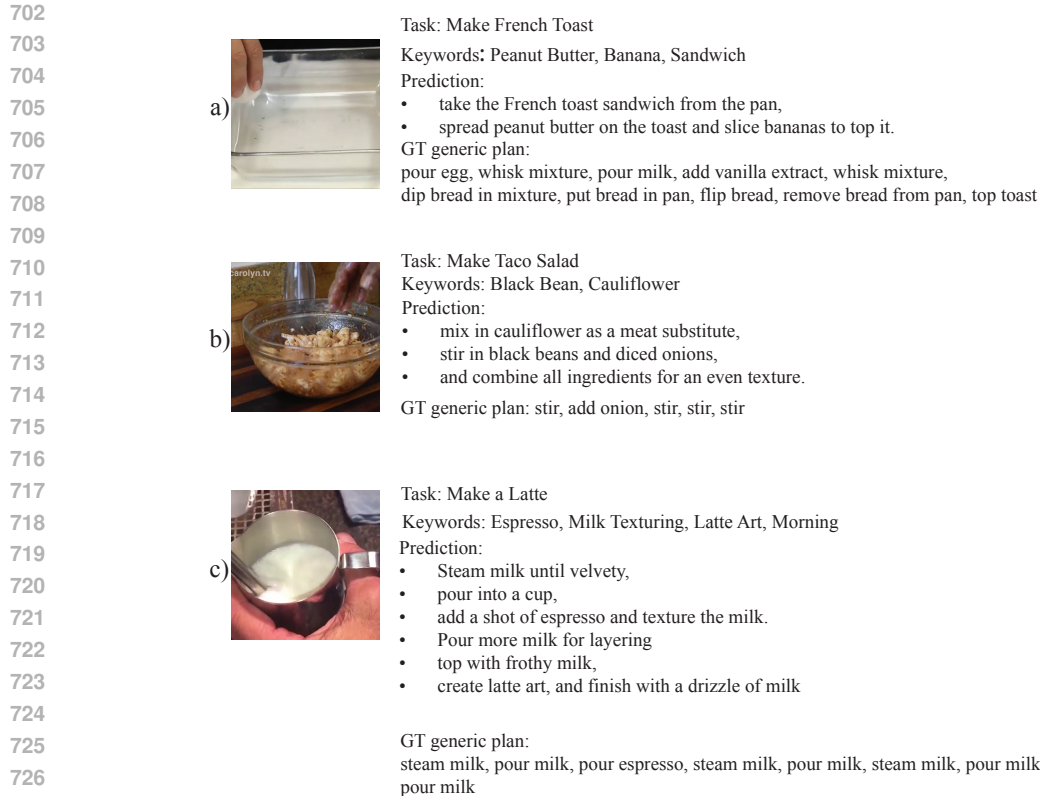 702
703
704
705
706
707
708
709
710
711
712
713
714
715
716
717
718
719
720
721
722
723
724
725
726
a)
Task: Make French Toast
Keywords: Peanut Butter, Banana, Sandwich
Prediction:
• take the French toast sandwich from the pan,
• spread peanut butter on the toast and slice bananas to top it.
GT generic plan:
pour egg, whisk mixture, pour milk, add vanilla extract, whisk mixture,
dip bread in mixture, put bread in pan, flip bread, remove bread from pan, top toast
b)
carolyn.tv
Task: Make Taco Salad
Keywords: Black Bean, Cauliflower
Prediction:
• mix in cauliflower as a meat substitute,
• stir in black beans and diced onions,
• and combine all ingredients for an even texture.
GT generic plan: stir, add onion, stir, stir, stir
c)
Task: Make a Latte
Keywords: Espresso, Milk Texturing, Latte Art, Morning
Prediction:
• Steam milk until velvety,
• pour into a cup,
• add a shot of espresso and texture the milk.
• Pour more milk for layering
• top with frothy milk,
• create latte art, and finish with a drizzle of milk
GT generic plan:
steam milk, pour milk, pour espresso, steam milk, pour milk, steam milk, pour milk
pour milk